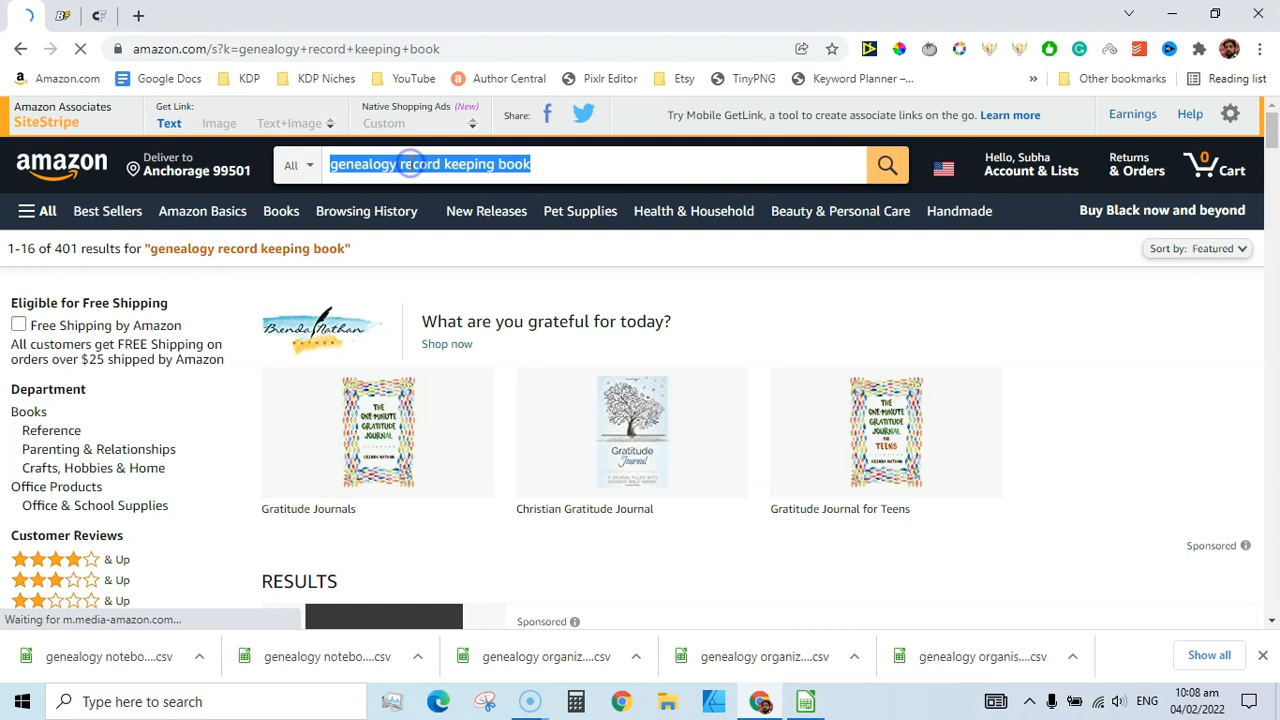 amazon.com/s?k=genealogy+record+keeping+book
Amazon.com
Google Docs
KDP
KDP Niches
YouTube
Author Central
Pixlr Editor
Etsy
TinyPNG
Keyword Planner –...
»
Other bookmarks
Reading list
Amazon Associates
SiteStripe
Get Link:
Text
Image
Text+Image
Native Shopping Ads (New)
Custom
Share:
Try Mobile GetLink, a tool to create associate links on the go. Learn more
Earnings
Help
amazon
Deliver to
Anchorage 99501
All
genealogy record keeping book
Hello, Subha
Account & Lists
Returns
& Orders
0
Cart
All
Best Sellers
Amazon Basics
Books
Browsing History
New Releases
Pet Supplies
Health & Household
Beauty & Personal Care
Handmade
Buy Black now and beyond
1-16 of 401 results for "genealogy record keeping book"
Sort by: Featured
Eligible for Free Shipping
Free Shipping by Amazon
All customers get FREE Shipping on
orders over $25 shipped by Amazon
Department
Books
Reference
Parenting & Relationships
Crafts, Hobbies & Home
Office Products
Office & School Supplies
Customer Reviews
& Up
& Up
& Up
Brenda Nathan
What are you grateful for today?
Shop now
THE
ONE-MINUTE
GRATITUDE
JOURNAL
Gratitude Journals
Gratitude
Journal
Christian Gratitude Journal
THE
ONE-MINUTE
GRATITUDE
JOURNAL
FOR
TEENS
Gratitude Journal for Teens
Sponsored
RESULTS
Sponsored
Waiting for m.media-amazon.com...
genealogy notebo....csv
genealogy notebo....csv
genealogy organiz....csv
genealogy organiz....csv
genealogy organis....csv
Show all
Type here to search
ENG
10:08 am
04/02/2022